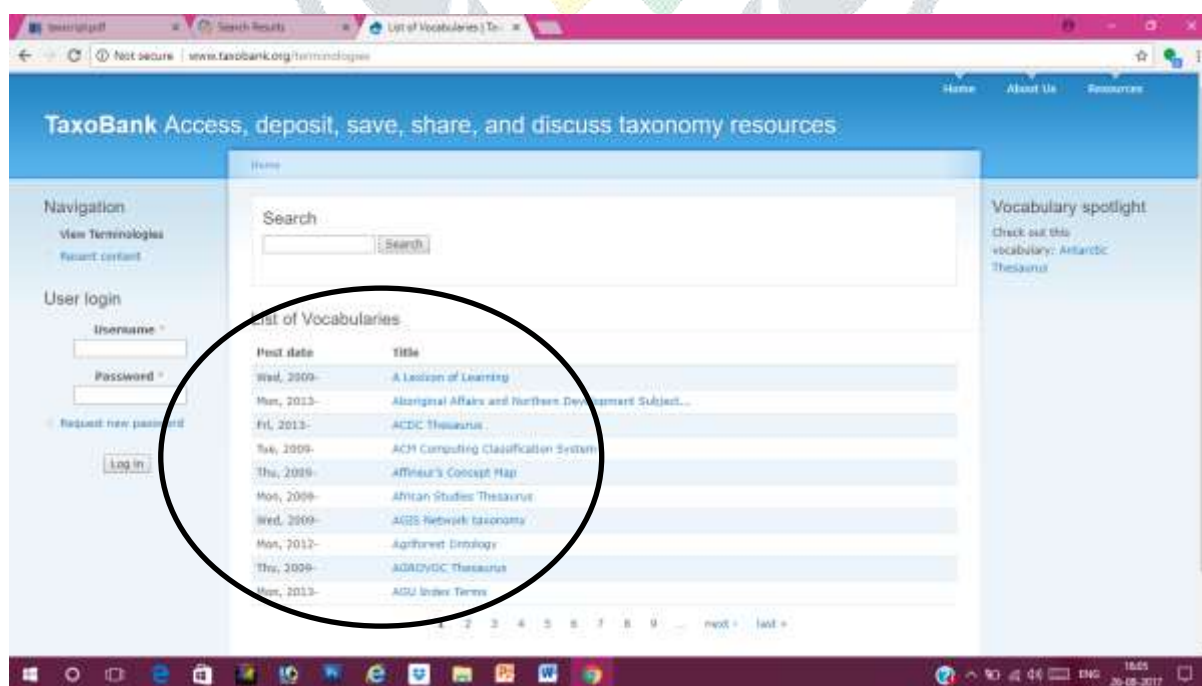 Search Results
List of Vocabularies | Ta
Not secure | www.taxobank.org/terminologies
Home About Us Resources
TaxoBank Access, deposit, save, share, and discuss taxonomy resources
Home
Navigation
View Terminologies
Recent content
User login
Username *
Password *
Request new password
Log in
Search
Search
List of Vocabularies
Post date Title
Wed, 2009- A Lexicon of Learning
Mon, 2013- Aboriginal Affairs and Northern Development Subject...
Fri, 2013- ACDC Thesaurus
Tue, 2009- ACM Computing Classification System
Thu, 2009- Affineur's Concept Map
Mon, 2009- African Studies Thesaurus
Wed, 2009- AGIS Network taxonomy
Mon, 2012- Agriforest Ontology
Thu, 2009- AGROVOC Thesaurus
Mon, 2013- AGU Index Terms
1 2 3 4 5 6 7 8 9 ... next › last »
Vocabulary spotlight
Check out this
vocabulary: Antarctic
Thesaurus
ENG
16:05
26-08-2017